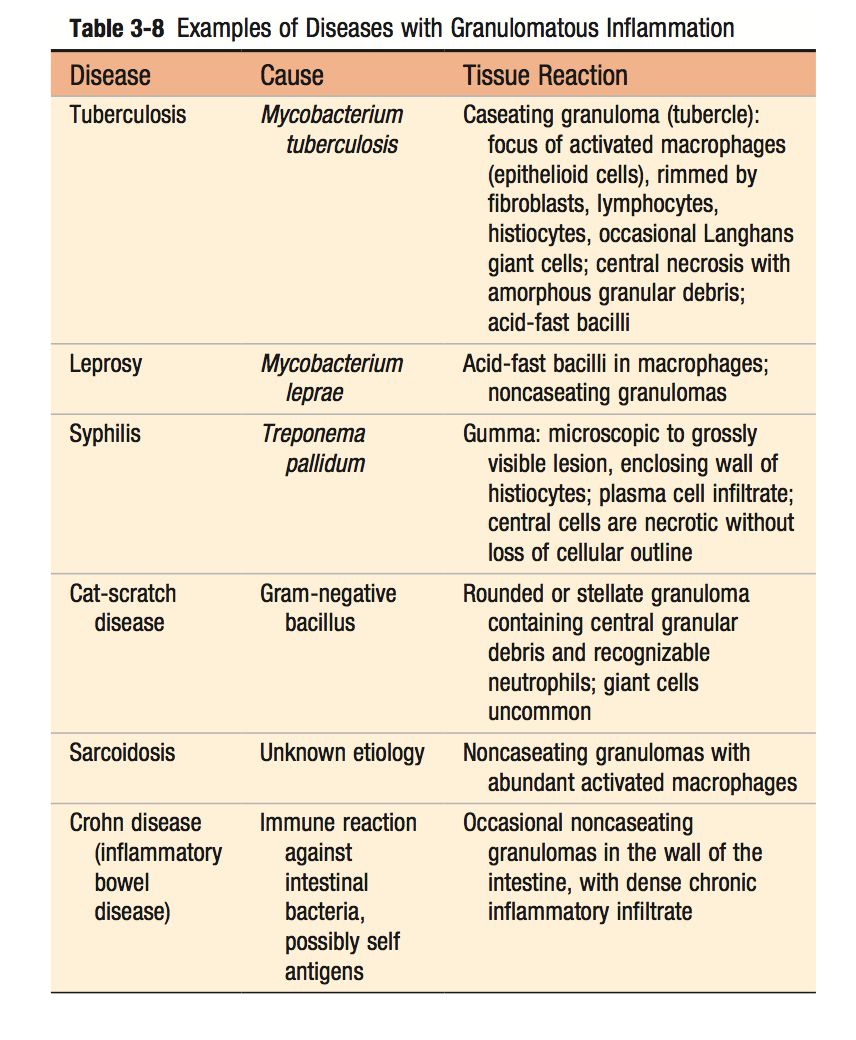 Table 3-8 Examples of Diseases with Granulomatous Inflammation
Disease Cause Tissue Reaction
Tuberculosis Mycobacterium Caseating granuloma (tubercle):
tuberculosis focus of activated macrophages
(epithelioid cells), rimmed by
fibroblasts, lymphocytes,
histiocytes, occasional Langhans
giant cells; central necrosis with
amorphous granular debris;
acid-fast bacilli
Leprosy Mycobacterium Acid-fast bacilli in macrophages;
leprae noncaseating granulomas
Syphilis Treponema Gumma: microscopic to grossly
pallidum visible lesion, enclosing wall of
histiocytes; plasma cell infiltrate;
central cells are necrotic without
loss of cellular outline
Cat-scratch Gram-negative Rounded or stellate granuloma
disease bacillus containing central granular
debris and recognizable
neutrophils; giant cells
uncommon
Sarcoidosis Unknown etiology Noncaseating granulomas with
abundant activated macrophages
Crohn disease Immune reaction Occasional noncaseating
(inflammatory against granulomas in the wall of the
bowel intestinal intestine, with dense chronic
disease) bacteria, inflammatory infiltrate
possibly self
antigens